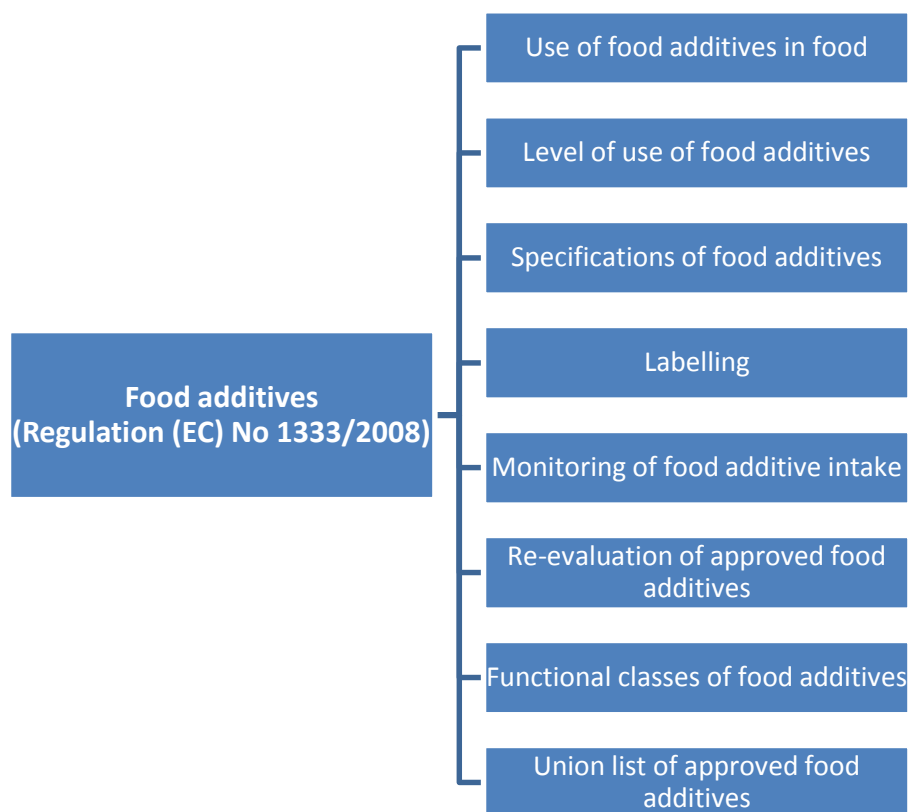 Use of food additives in food
Level of use of food additives
Specifications of food additives
Labelling
Food additives
(Regulation (EC) No 1333/2008)
Monitoring of food additive intake
Re-evaluation of approved food
additives
Functional classes of food additives
Union list of approved food
additives